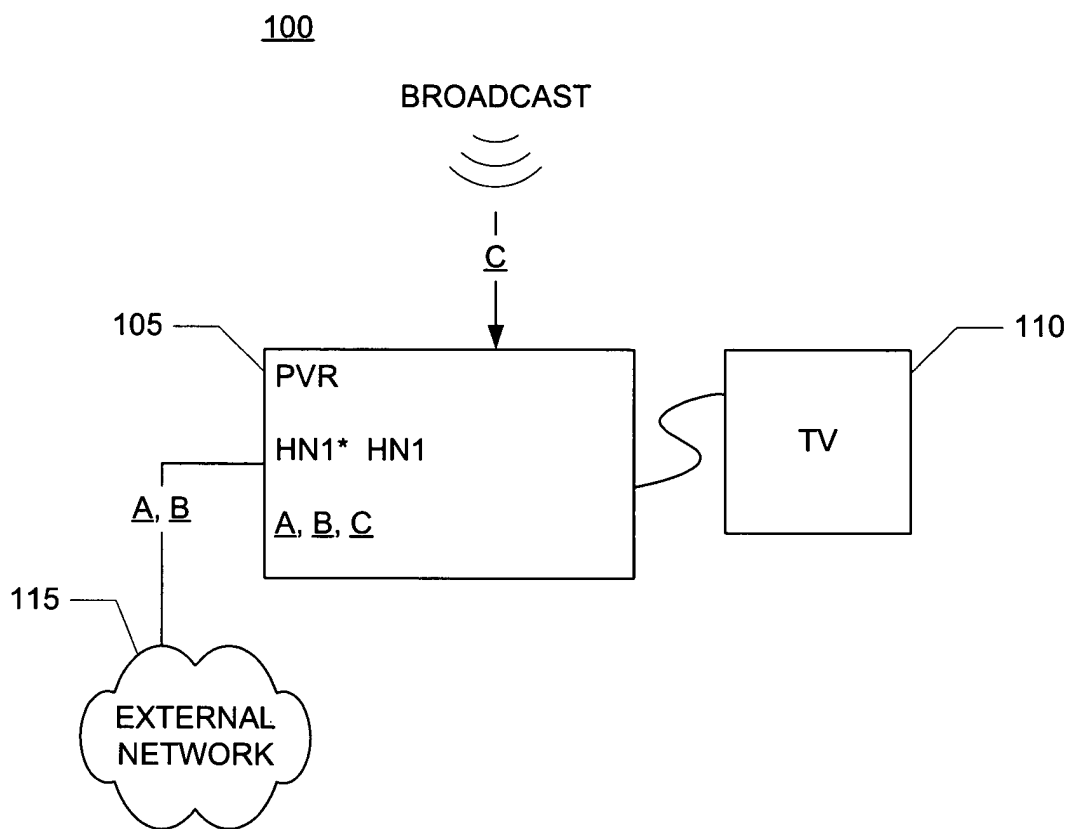 100
BROADCAST
C
105
110
PVR
TV
HN1* HN1
A, B
A, B, C
115
EXTERNAL
NETWORK